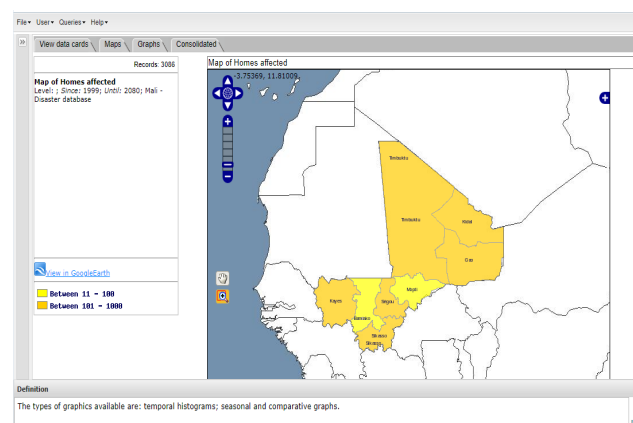 File User Queries Help
View data cards Maps Graphs Consolidated
Records: 3086
Map of Homes affected
Level: ; Since: 1999; Until: 2080; Mali -
Disaster database
View in GoogleEarth
Between 11 - 100
Between 101 - 1000
Map of Homes affected
-3.75369, 11.81009
Timbuktu
Timbuktu
Kidal
Gao
Mopti
Kayes
Segou
Bamako
Sikasso
Sikasso
Definition
The types of graphics available are: temporal histograms; seasonal and comparative graphs.